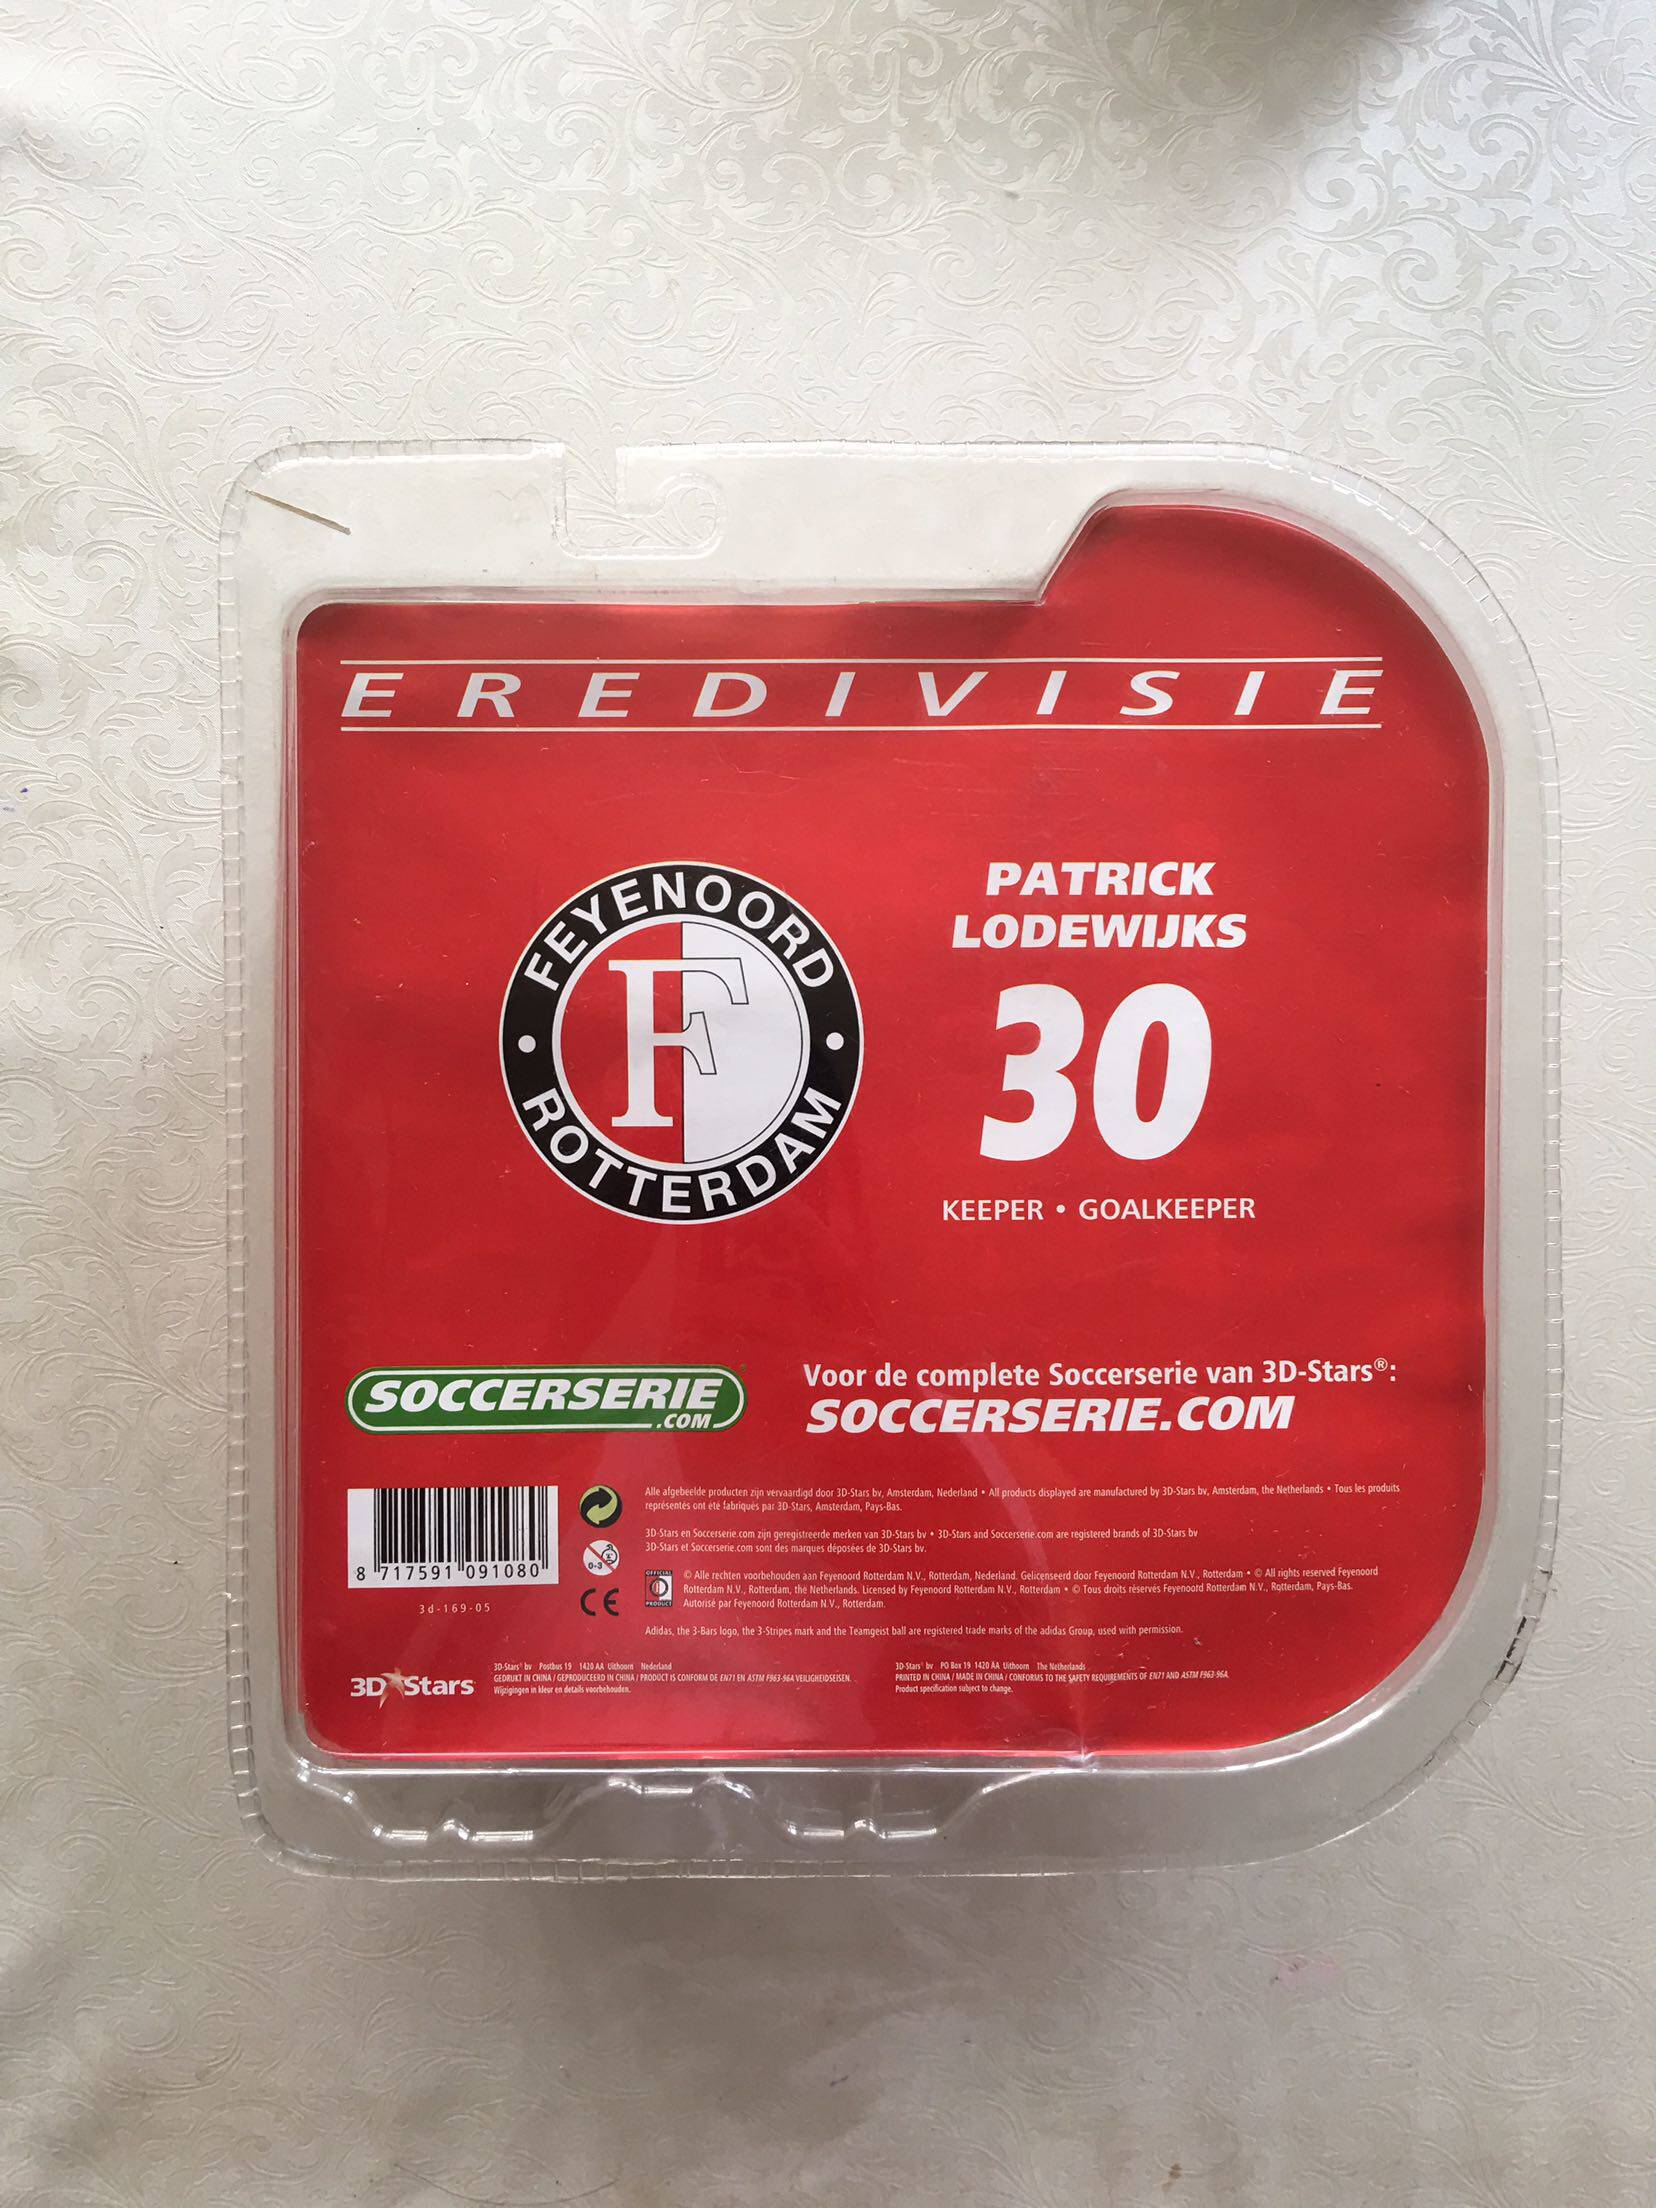 EREDIVISIE
FEYENOORD
ROTTERDAM
F
PATRICK
LODEWIJKS
30
KEEPER • GOALKEEPER
SOCCERSERIE
.COM
Voor de complete Soccerserie van 3D-Stars®:
SOCCERSERIE.COM
8 717591 091080
3d-169-05
0-3
CE
Alle afgebeelde producten zijn vervaardigd door 3D-Stars bv, Amsterdam, Nederland • All products displayed are manufactured by 3D-Stars bv, Amsterdam, the Netherlands • Tous les produits
représentés ont été fabriqués par 3D-Stars, Amsterdam, Pays-Bas.
3D-Stars en Soccerserie.com zijn geregistreerde merken van 3D-Stars bv • 3D-Stars and Soccerserie.com are registered brands of 3D-Stars bv
3D-Stars et Soccerserie.com sont des marques déposées de 3D-Stars bv.
OFFICIAL
PRODUCT
© Alle rechten voorbehouden aan Feyenoord Rotterdam N.V., Rotterdam, Nederland. Gelicenseerd door Feyenoord Rotterdam N.V., Rotterdam • © All rights reserved Feyenoord
Rotterdam N.V., Rotterdam, the Netherlands. Licensed by Feyenoord Rotterdam N.V., Rotterdam • © Tous droits réservés Feyenoord Rotterdam N.V., Rotterdam, Pays-Bas.
Autorisé par Feyenoord Rotterdam N.V., Rotterdam.
Adidas, the 3-Bars logo, the 3-Stripes mark and the Teamgeist ball are registered trade marks of the adidas Group, used with permission.
3D Stars
3D-Stars® bv Postbus 19 1420 AA Uithoorn Nederland
GEDRUKT IN CHINA / GEPRODUCEERD IN CHINA / PRODUCT IS CONFORM DE EN71 EN ASTM F963-96A VEILIGHEIDSEISEN.
Wijzigingen in kleur en details voorbehouden.
3D-Stars® bv PO Box 19 1420 AA Uithoorn The Netherlands
PRINTED IN CHINA / MADE IN CHINA / CONFORMS TO THE SAFETY REQUIREMENTS OF EN71 AND ASTM F963-96A.
Product specification subject to change.